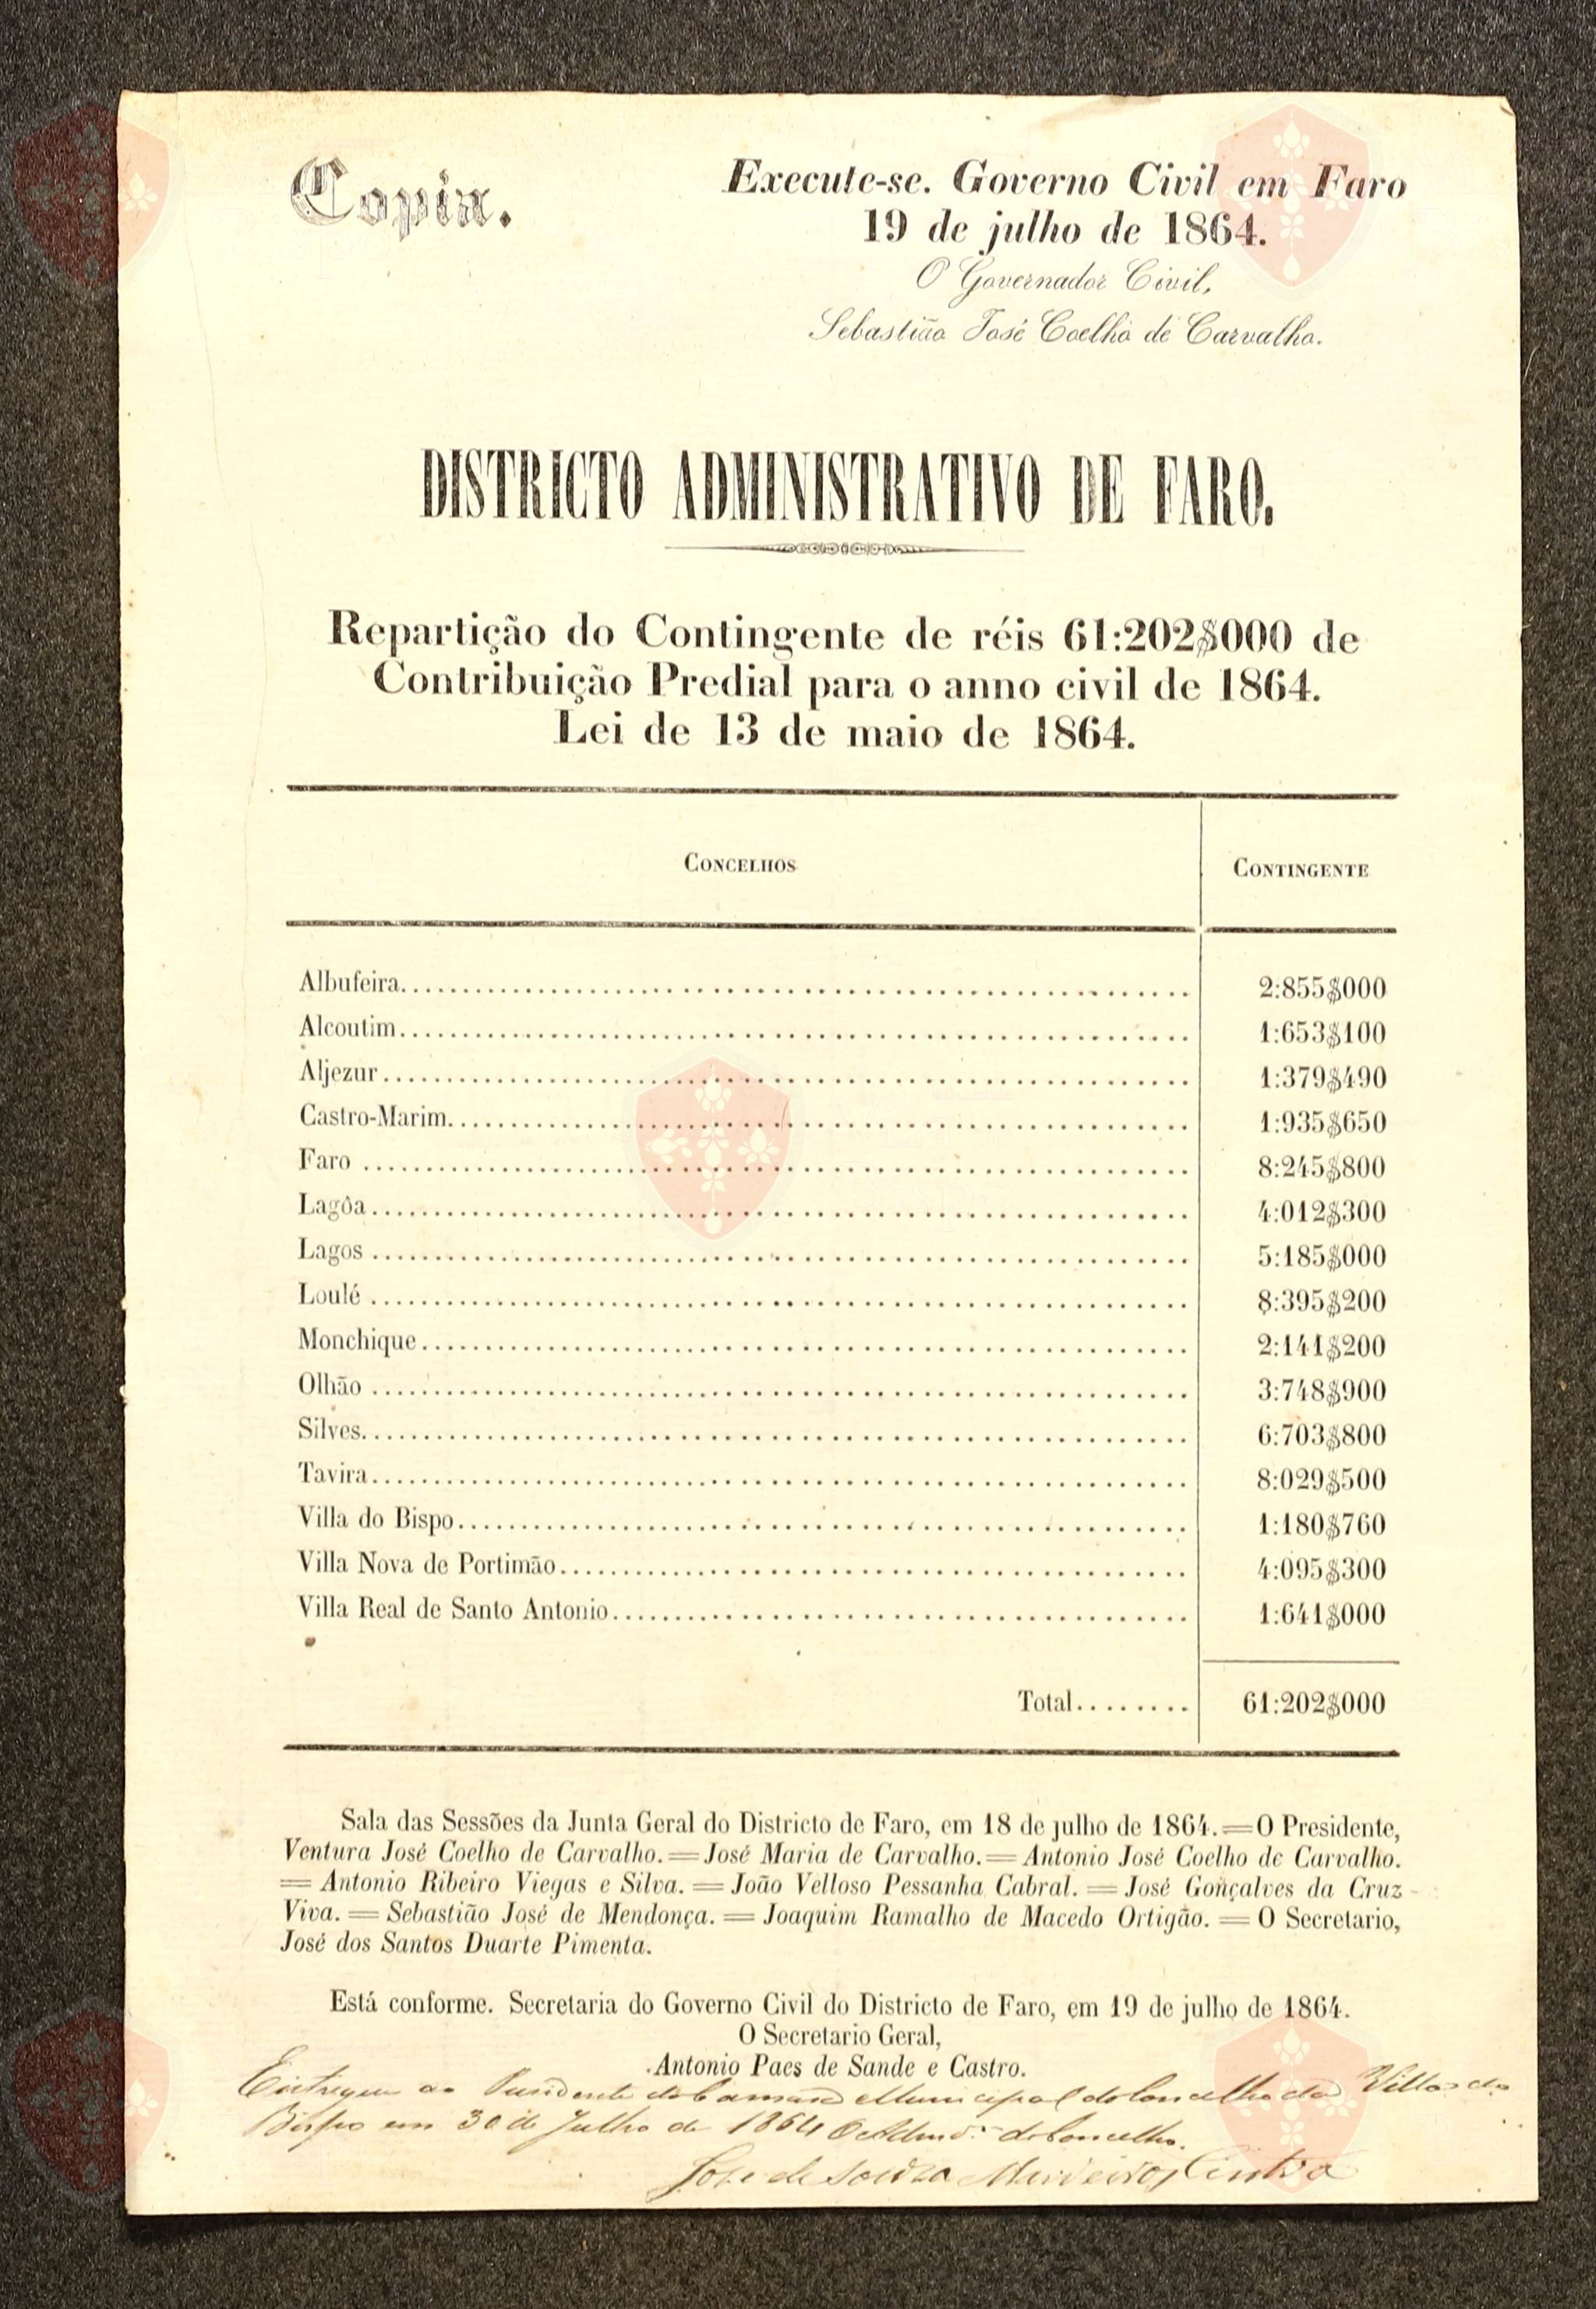 Copia.
Execute-se. Governo Civil em Faro
19 de julho de 1864.
O Governador Civil,
Sebastião José Coelho de Carvalho.
DISTRICTO ADMINISTRATIVO DE FARO.
Repartição do Contingente de réis 61:202$000 de
Contribuição Predial para o anno civil de 1864.
Lei de 13 de maio de 1864.
CONCELHOS CONTINGENTE
Albufeira 2:855$000
Alcoutim 1:653$100
Aljezur 1:379$490
Castro-Marim 1:935$650
Faro 8:245$800
Lagôa 4:012$300
Lagos 5:185$000
Loulé 8:395$200
Monchique 2:141$200
Olhão 3:748$900
Silves 6:703$800
Tavira 8:029$500
Villa do Bispo 1:180$760
Villa Nova de Portimão 4:095$300
Villa Real de Santo Antonio 1:641$000
Total 61:202$000
Sala das Sessões da Junta Geral do Districto de Faro, em 18 de julho de 1864.=O Presidente,
Ventura José Coelho de Carvalho.=José Maria de Carvalho.=Antonio José Coelho de Carvalho.
=Antonio Ribeiro Viegas e Silva.=João Velloso Pessanha Cabral.=José Gonçalves da Cruz
Viva.=Sebastião José de Mendonça.=Joaquim Ramalho de Macedo Ortigão.=O Secretario,
José dos Santos Duarte Pimenta.
Está conforme. Secretaria do Governo Civil do Districto de Faro, em 19 de julho de 1864.
O Secretario Geral,
Antonio Paes de Sande e Castro.
ao Presidente da Camara Municipal do Concelho da Villa do
Bispo em 30 de Julho de 1864 O Admor. do Concelho.
José de Souza Cintra